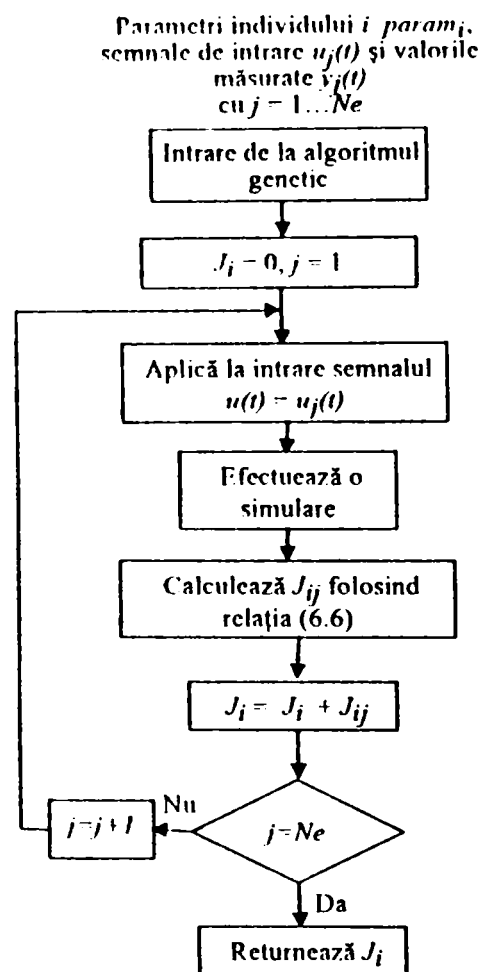 Parametri individului i param_i,
semnale de intrare u_j(t) şi valorile
măsurate y_j(t)
cu j = 1...Ne
Intrare de la algoritmul
genetic
J_i = 0, j = 1
Aplică la intrare semnalul
u(t) = u_j(t)
Efectuează o
simulare
Calculează J_ij folosind
relaţia (6.6)
J_i = J_i + J_ij
Nu
j=j+1
j=Ne
Da
Returnează J_i